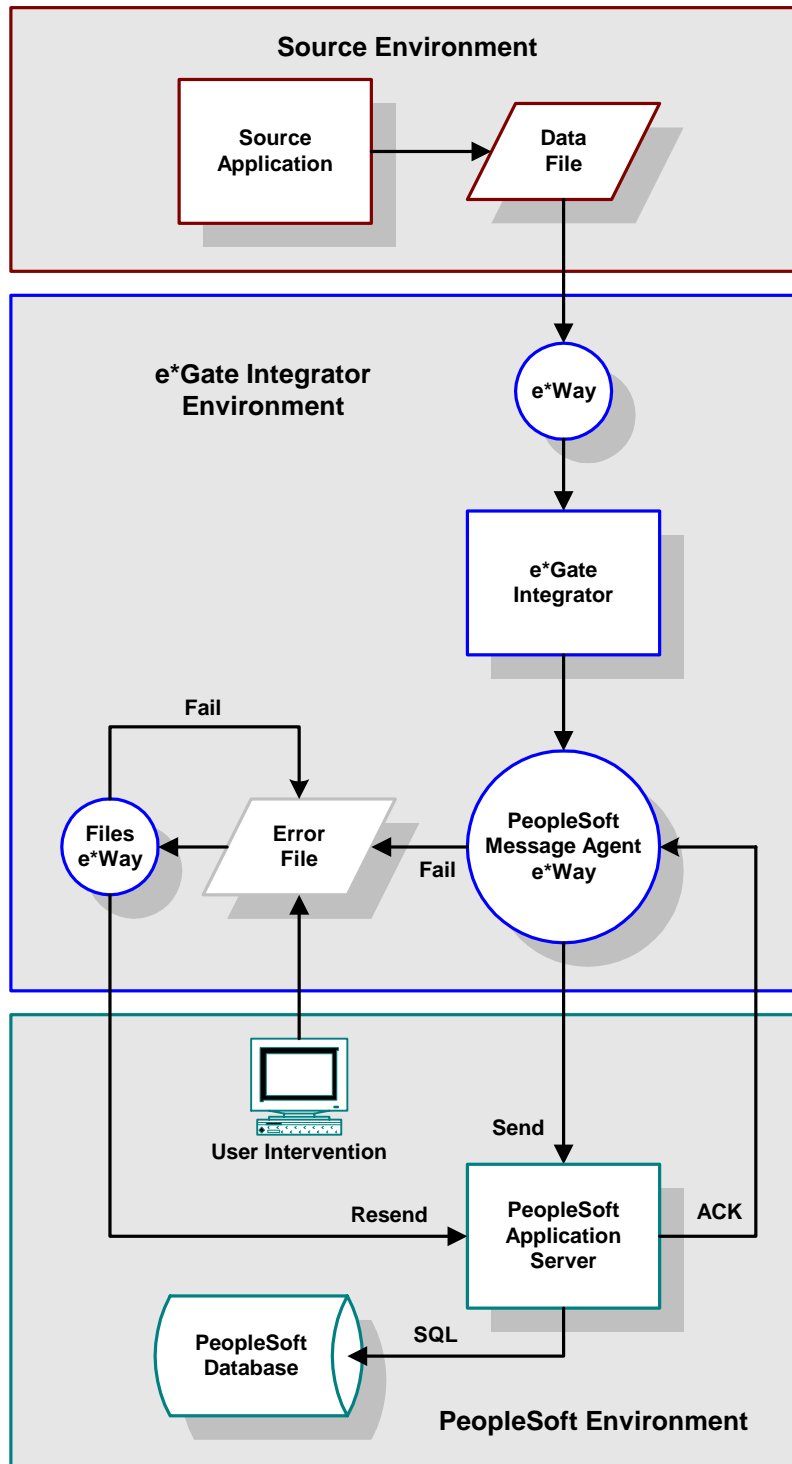 Source Environment
Source
Application
Data
File
e*Gate Integrator
Environment
e*Way
e*Gate
Integrator
Fail
Files
e*Way
Error
File
Fail
PeopleSoft
Message Agent
e*Way
User Intervention
Send
Resend
PeopleSoft
Application
Server
ACK
SQL
PeopleSoft
Database
PeopleSoft Environment